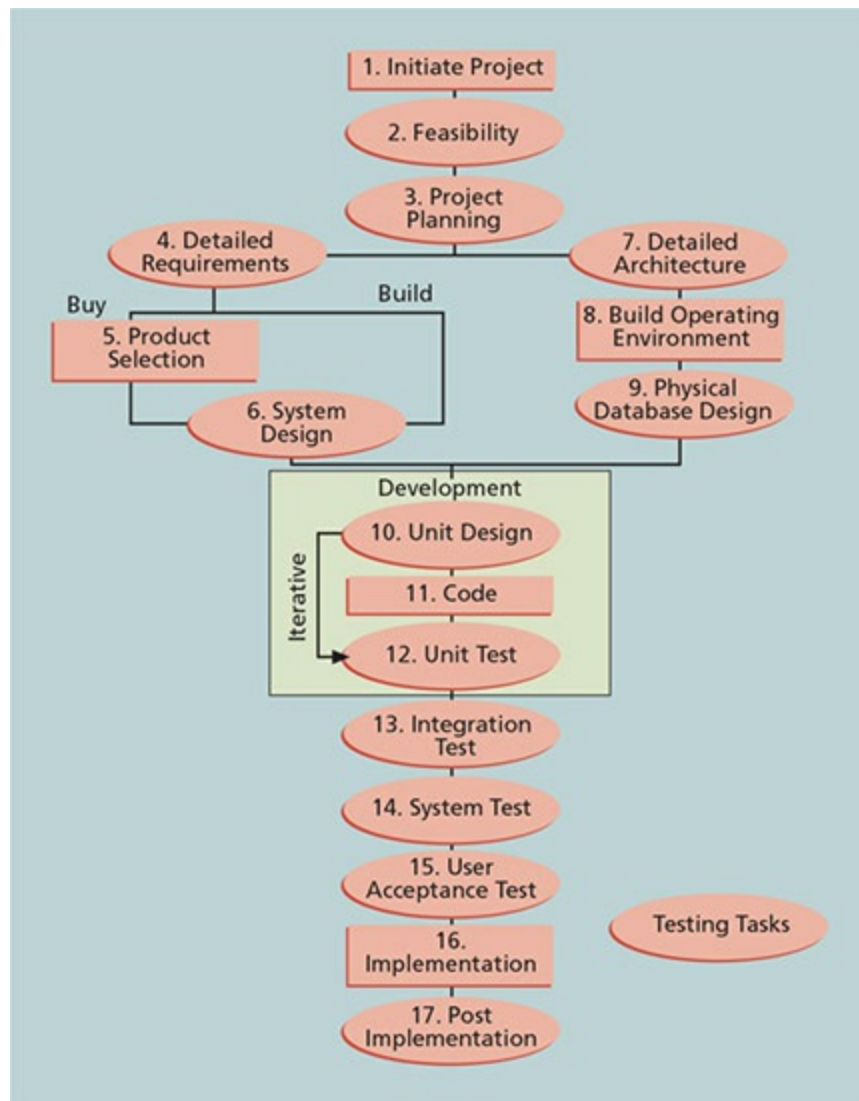 1. Initiate Project
2. Feasibility
3. Project
Planning
4. Detailed
Requirements
7. Detailed
Architecture
Buy
Build
5. Product
Selection
8. Build Operating
Environment
6. System
Design
9. Physical
Database Design
Development
Iterative
10. Unit Design
11. Code
12. Unit Test
13. Integration
Test
14. System Test
15. User
Acceptance Test
Testing Tasks
16.
Implementation
17. Post
Implementation